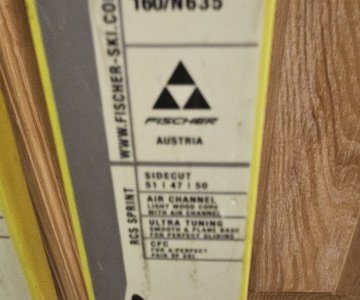 160/N635
WWW.FISCHER-SKI.CO
FISCHER
AUSTRIA
RCS SPRINT
SIDECUT
51 | 47 | 50
AIR CHANNEL
LIGHT WOOD CORE
WITH AIR CHANNEL
ULTRA TUNING
SMOOTH & PLANE BASE
FOR PERFECT GLIDING
CFC
FOR A PERFECT
PAIR OF SKI